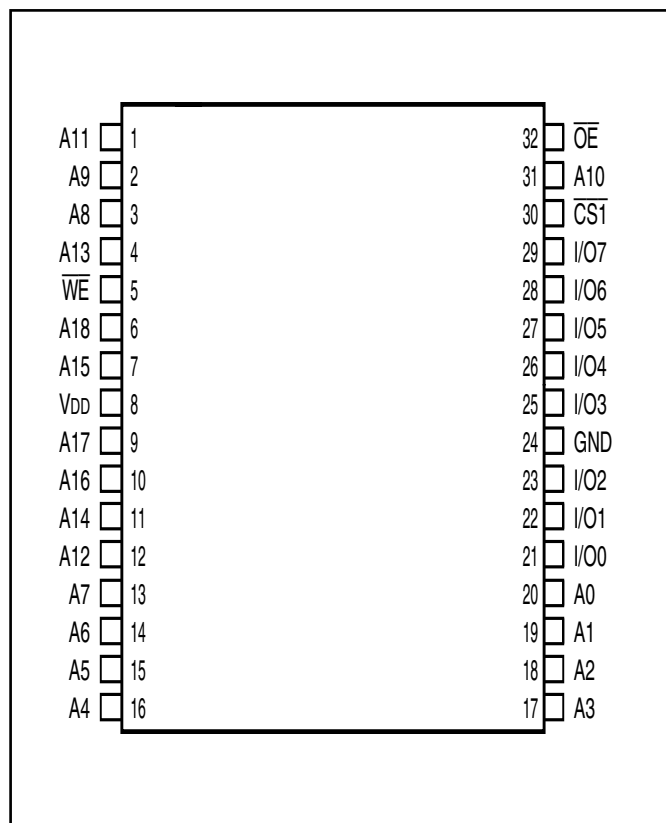 A11 1 32 O̅E̅
A9 2 31 A10
A8 3 30 C̅S̅1̅
A13 4 29 I/O7
W̅E̅ 5 28 I/O6
A18 6 27 I/O5
A15 7 26 I/O4
VDD 8 25 I/O3
A17 9 24 GND
A16 10 23 I/O2
A14 11 22 I/O1
A12 12 21 I/O0
A7 13 20 A0
A6 14 19 A1
A5 15 18 A2
A4 16 17 A3